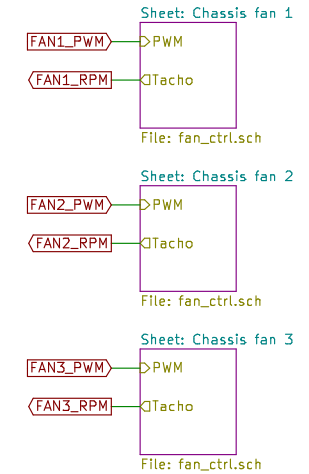 Sheet: Chassis fan 1
FAN1_PWM PWM
FAN1_RPM Tacho
File: fan_ctrl.sch
Sheet: Chassis fan 2
FAN2_PWM PWM
FAN2_RPM Tacho
File: fan_ctrl.sch
Sheet: Chassis fan 3
FAN3_PWM PWM
FAN3_RPM Tacho
File: fan_ctrl.sch